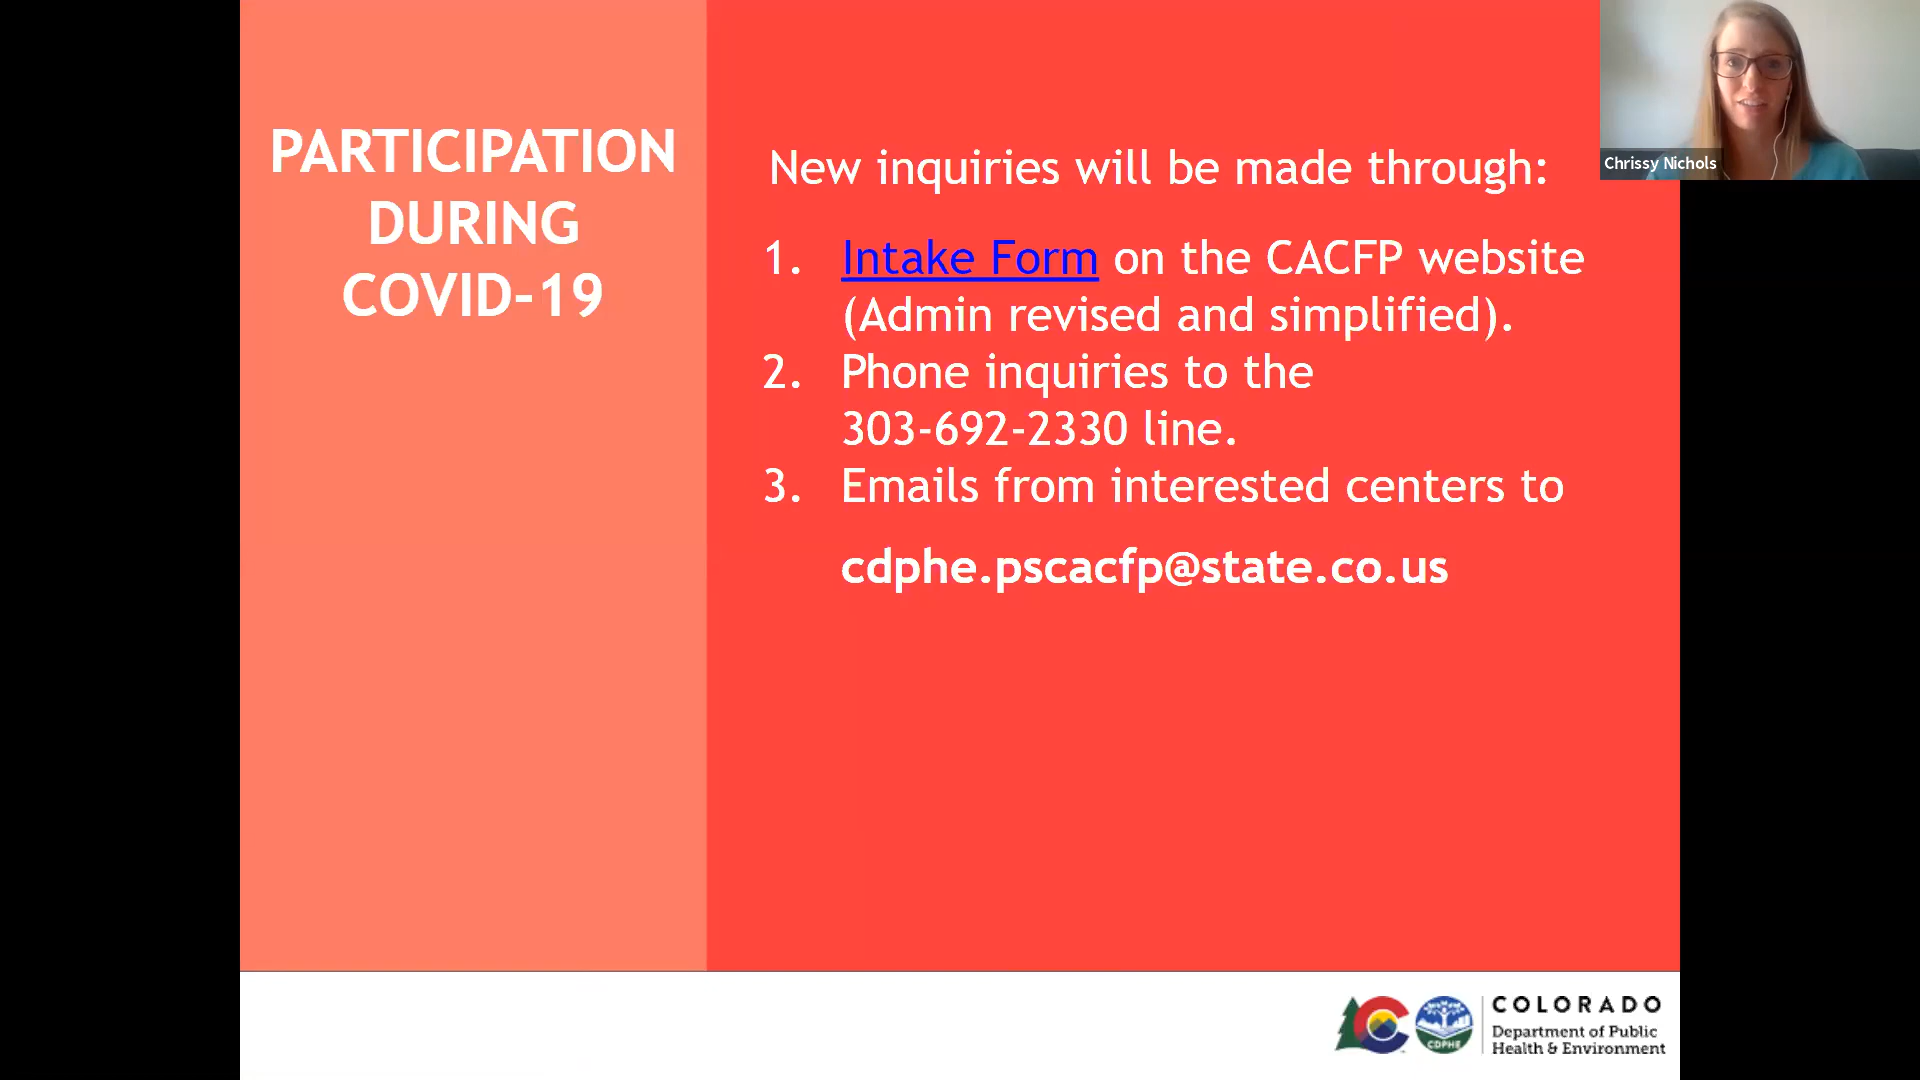 PARTICIPATION
DURING
COVID-19
New inquiries will be made through:
1. Intake Form on the CACFP website
(Admin revised and simplified).
2. Phone inquiries to the
303-692-2330 line.
3. Emails from interested centers to
cdphe.pscacfp@state.co.us
Chrissy Nichols
CDPHE
COLORADO
Department of Public
Health & Environment